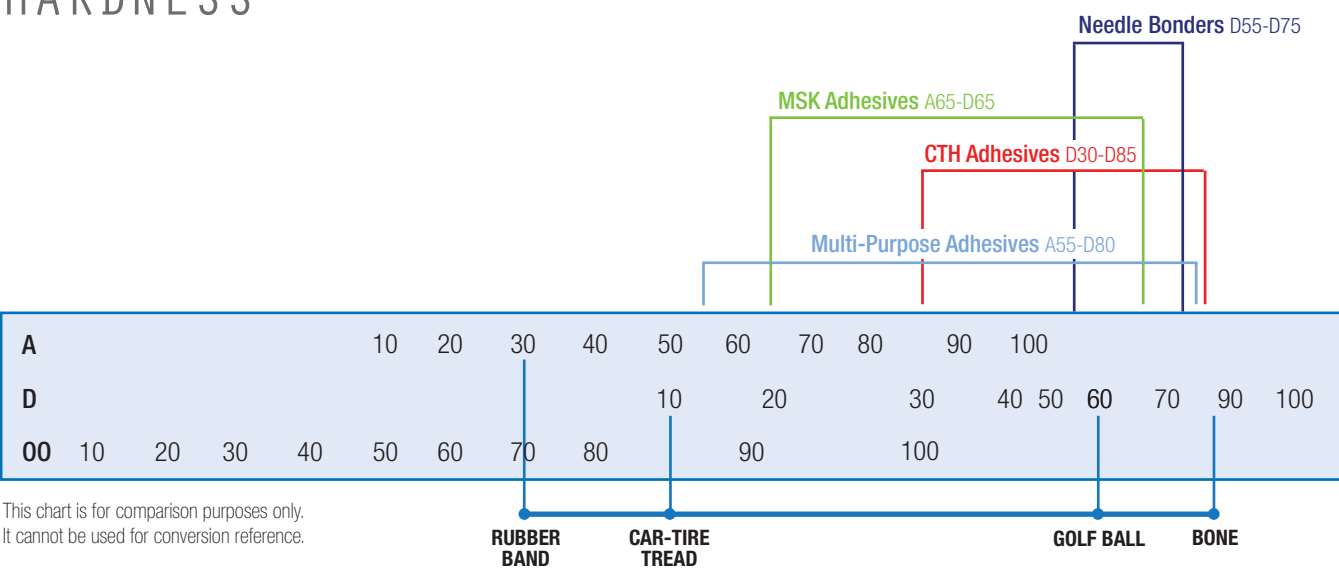 HARDNESS
Needle Bonders D55-D75
MSK Adhesives A65-D65
CTH Adhesives D30-D85
Multi-Purpose Adhesives A55-D80
A 10 20 30 40 50 60 70 80 90 100
D 10 20 30 40 50 60 70 90 100
OO 10 20 30 40 50 60 70 80 90 100
This chart is for comparison purposes only.
It cannot be used for conversion reference.
RUBBER
BAND
CAR-TIRE
TREAD
GOLF BALL
BONE